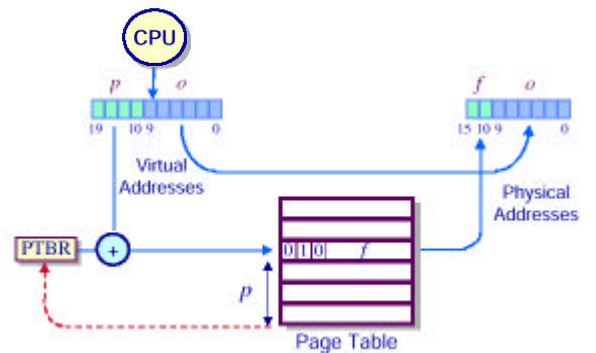 CPU
p o
19 10 9 0
f o
15 10 9 0
Virtual
Addresses
Physical
Addresses
PTBR +
0 1 0 f
p
Page Table